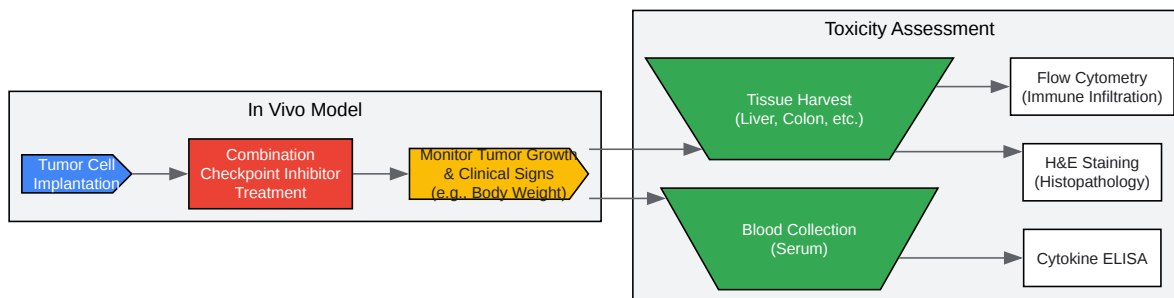 In Vivo Model
Tumor Cell
Implantation
Combination
Checkpoint Inhibitor
Treatment
Monitor Tumor Growth
& Clinical Signs
(e.g., Body Weight)
Toxicity Assessment
Tissue Harvest
(Liver, Colon, etc.)
Blood Collection
(Serum)
Flow Cytometry
(Immune Infiltration)
H&E Staining
(Histopathology)
Cytokine ELISA